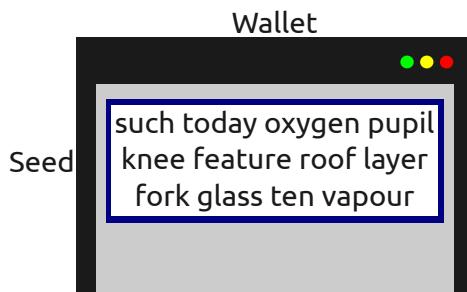 Wallet
Seed
such today oxygen pupil
knee feature roof layer
fork glass ten vapour